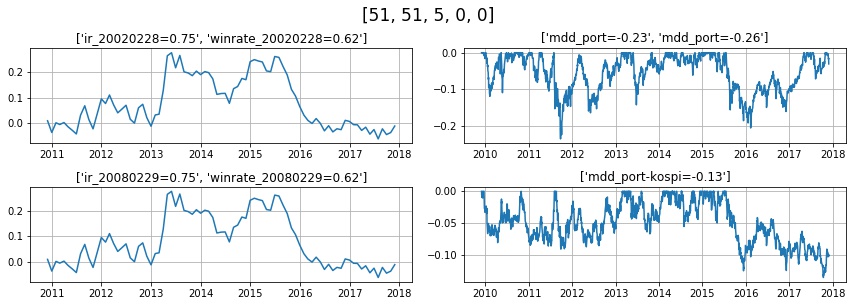 [51, 51, 5, 0, 0]
['ir_20020228=0.75', 'winrate_20020228=0.62']
0.2
0.1
0.0
2011 2012 2013 2014 2015 2016 2017 2018
['mdd_port=-0.23', 'mdd_port=-0.26']
0.0
−0.1
−0.2
2010 2011 2012 2013 2014 2015 2016 2017 2018
['ir_20080229=0.75', 'winrate_20080229=0.62']
0.2
0.1
0.0
2011 2012 2013 2014 2015 2016 2017 2018
['mdd_port-kospi=-0.13']
0.00
−0.05
−0.10
2010 2011 2012 2013 2014 2015 2016 2017 2018